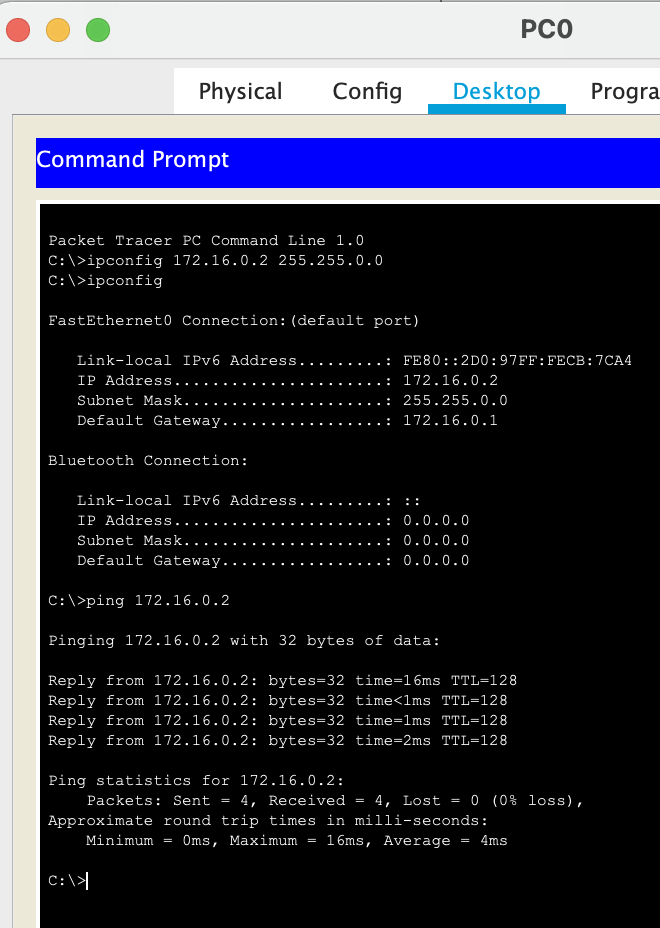 PC0
Physical Config Desktop Progra
Command Prompt
Packet Tracer PC Command Line 1.0
C:\>ipconfig 172.16.0.2 255.255.0.0
C:\>ipconfig
FastEthernet0 Connection:(default port)
Link-local IPv6 Address.........: FE80::2D0:97FF:FECB:7CA4
IP Address......................: 172.16.0.2
Subnet Mask.....................: 255.255.0.0
Default Gateway.................: 172.16.0.1
Bluetooth Connection:
Link-local IPv6 Address.........: ::
IP Address......................: 0.0.0.0
Subnet Mask.....................: 0.0.0.0
Default Gateway.................: 0.0.0.0
C:\>ping 172.16.0.2
Pinging 172.16.0.2 with 32 bytes of data:
Reply from 172.16.0.2: bytes=32 time=16ms TTL=128
Reply from 172.16.0.2: bytes=32 time<1ms TTL=128
Reply from 172.16.0.2: bytes=32 time=1ms TTL=128
Reply from 172.16.0.2: bytes=32 time=2ms TTL=128
Ping statistics for 172.16.0.2:
Packets: Sent = 4, Received = 4, Lost = 0 (0% loss),
Approximate round trip times in milli-seconds:
Minimum = 0ms, Maximum = 16ms, Average = 4ms
C:\>